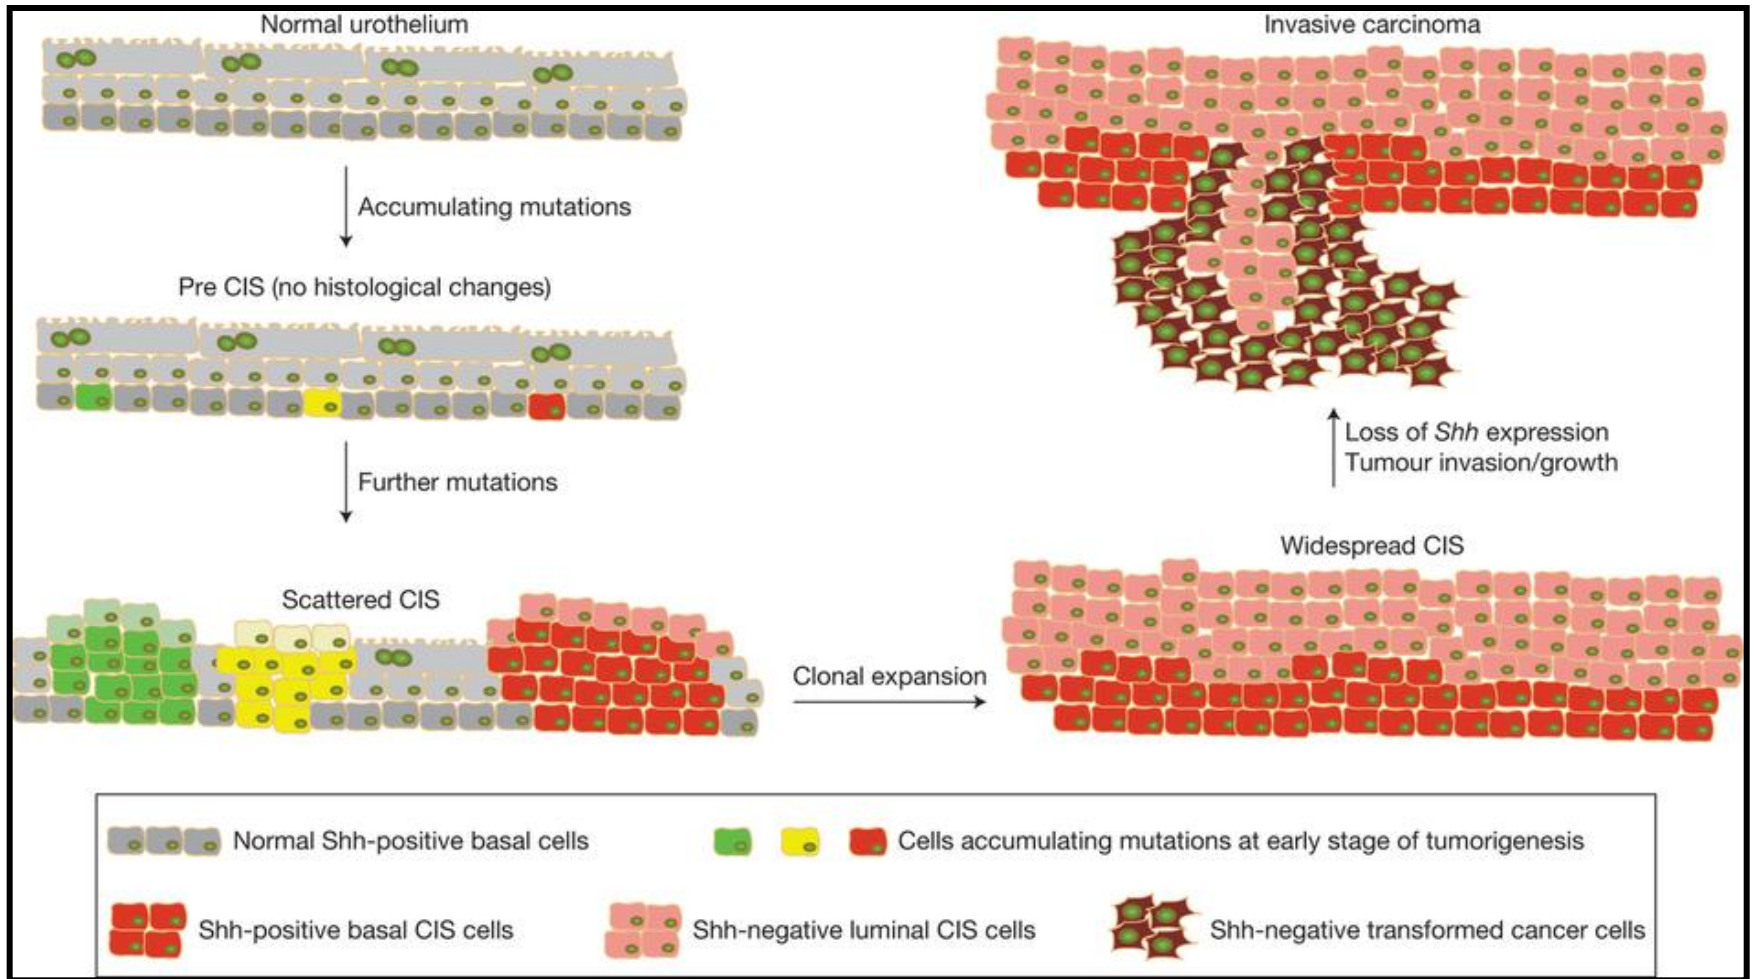 Normal urothelium
Accumulating mutations
Pre CIS (no histological changes)
Further mutations
Scattered CIS
Clonal expansion
Widespread CIS
Loss of Shh expression
Tumour invasion/growth
Invasive carcinoma
Normal Shh-positive basal cells
Cells accumulating mutations at early stage of tumorigenesis
Shh-positive basal CIS cells
Shh-negative luminal CIS cells
Shh-negative transformed cancer cells